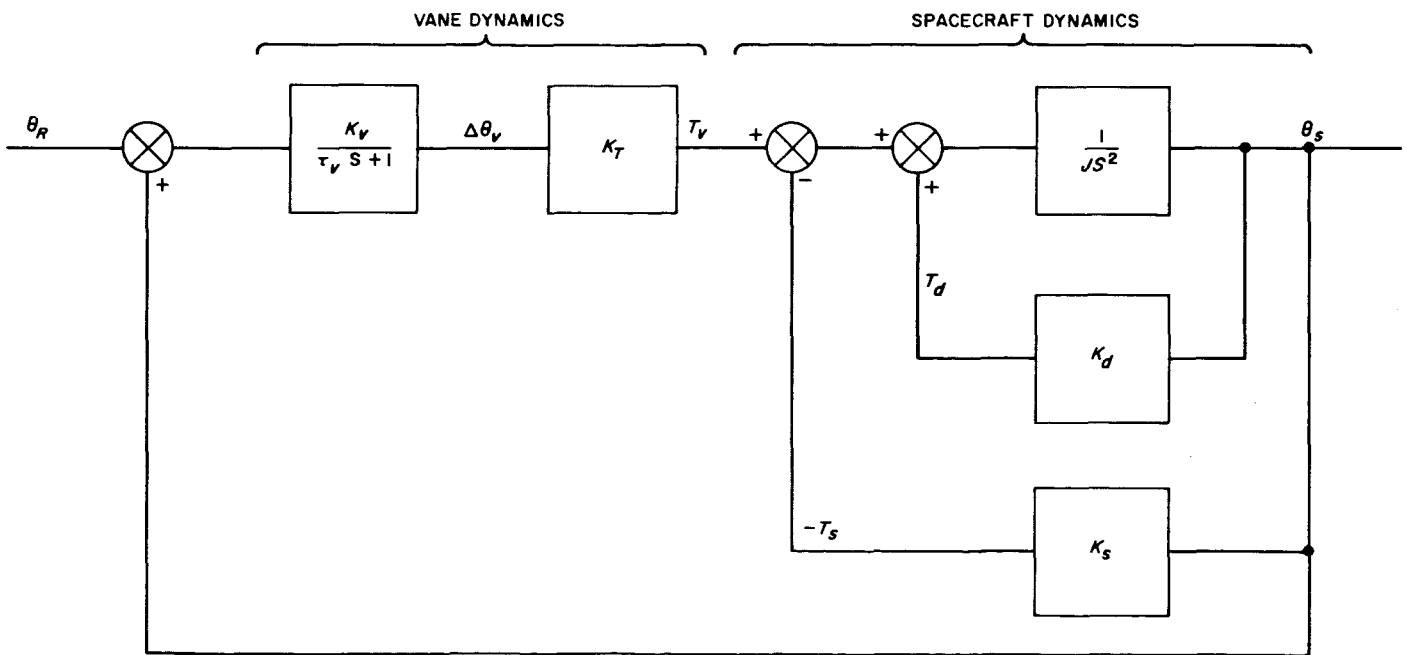 VANE DYNAMICS
SPACECRAFT DYNAMICS
θR
+
Kv
τv S + 1
Δθv
KT
Tv
+
-
+
+
1
JS²
θs
Td
Kd
-Ts
Ks